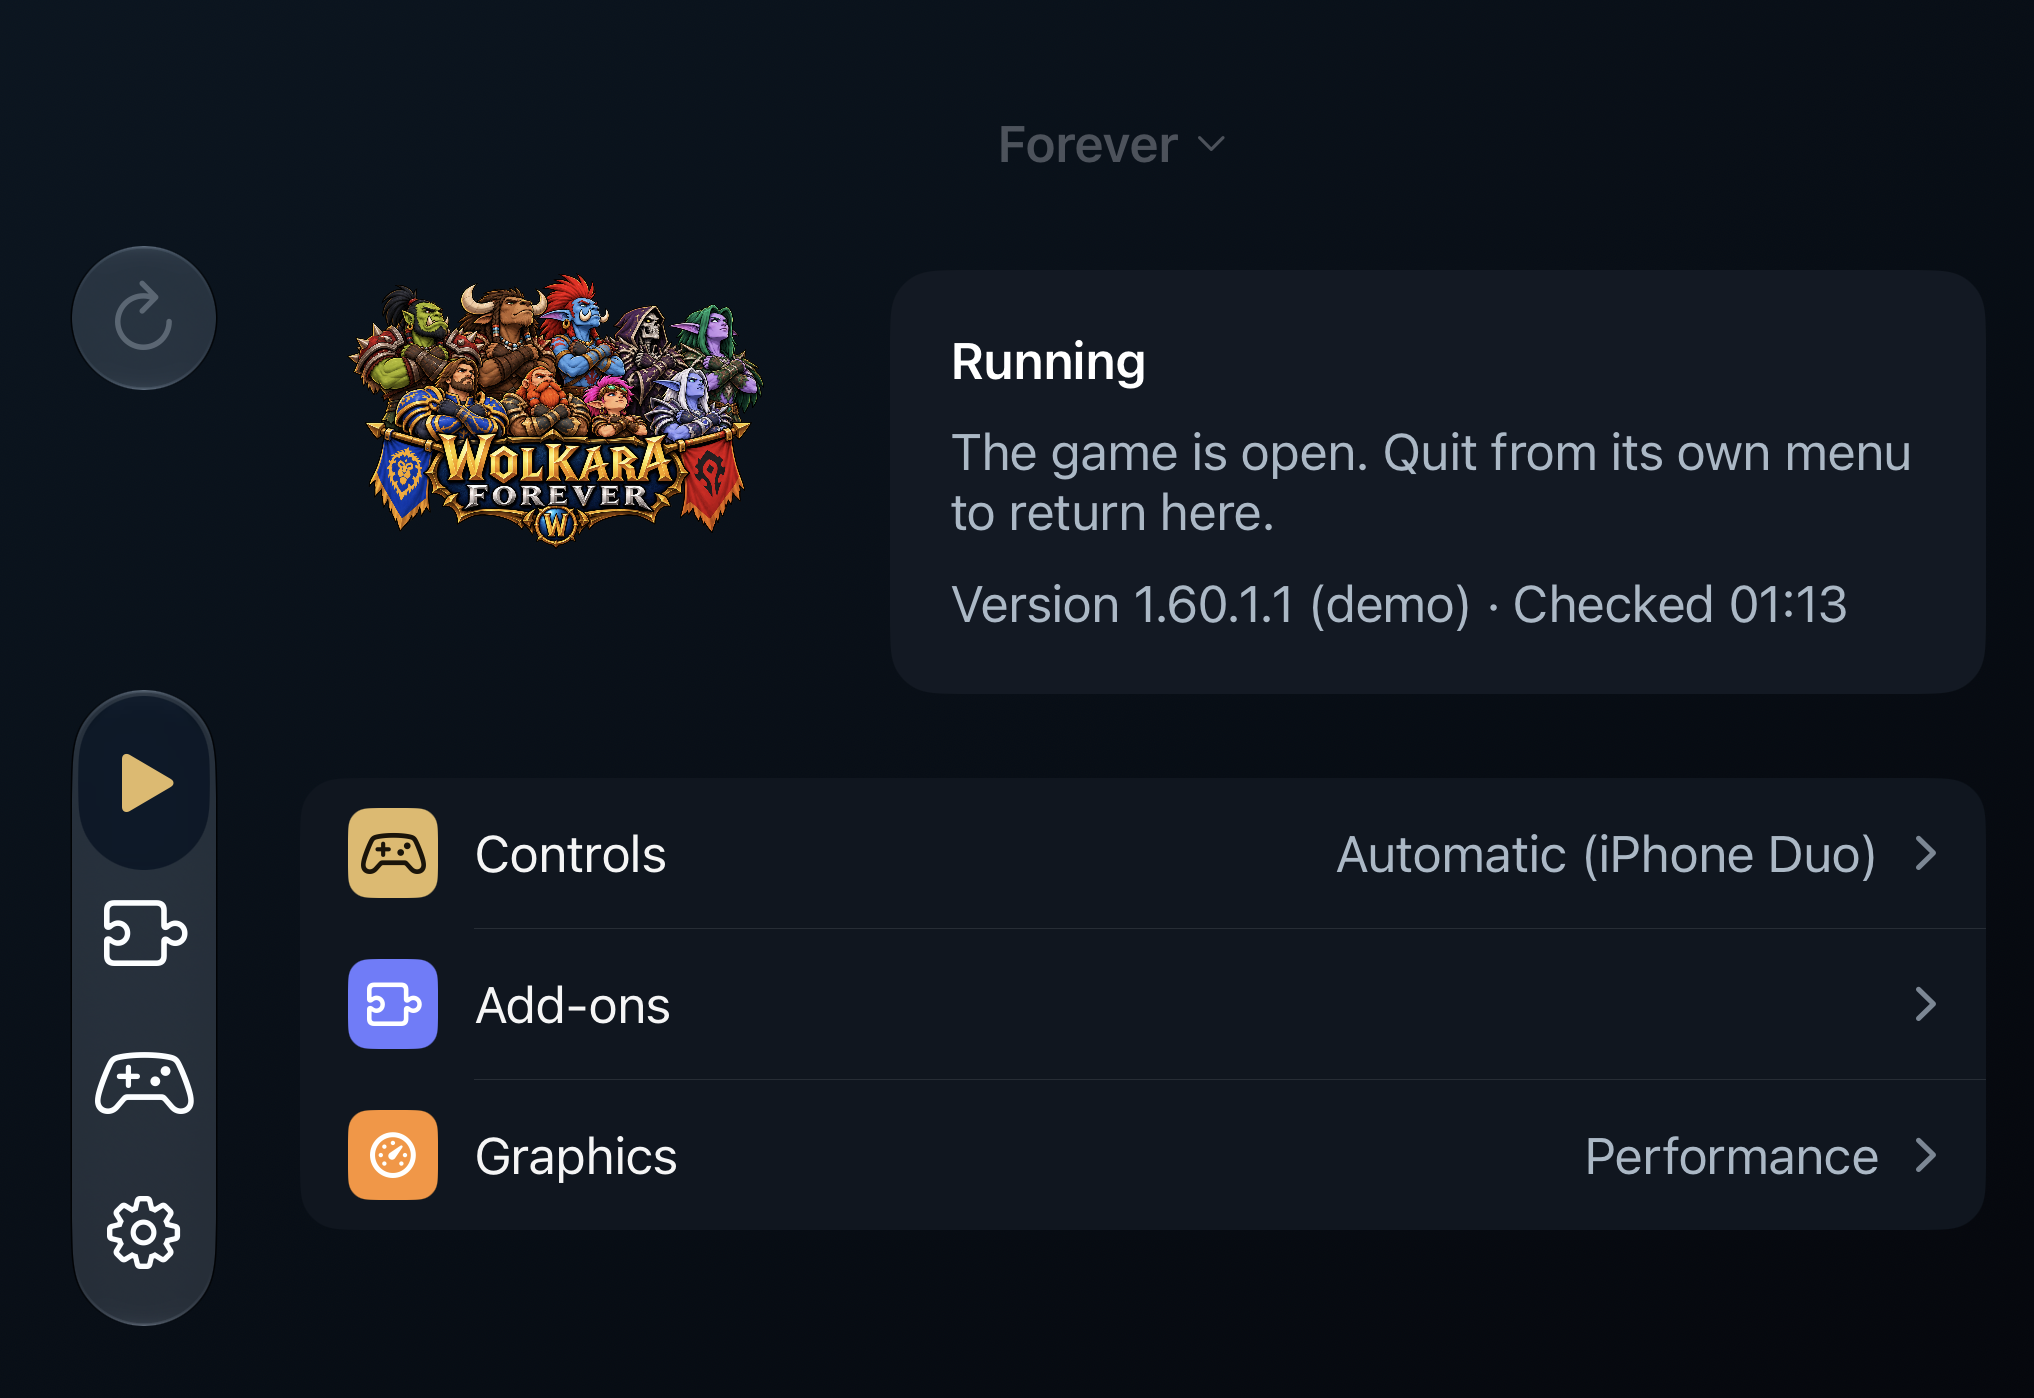 Forever
WOLKARA
FOREVER
W
Running
The game is open. Quit from its own menu
to return here.
Version 1.60.1.1 (demo) · Checked 01:13
Controls
Automatic (iPhone Duo)
Add-ons
Graphics
Performance